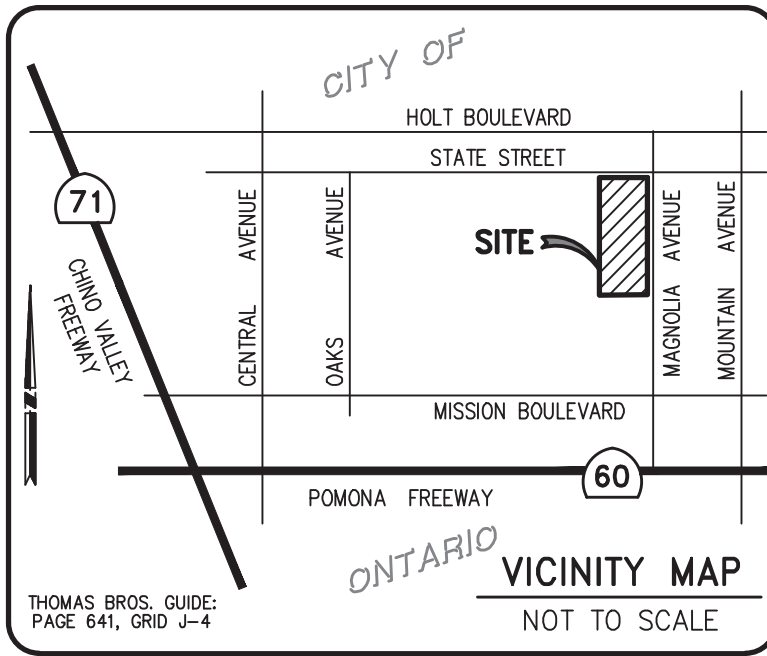 CITY OF
HOLT BOULEVARD
STATE STREET
71
CHINO VALLEY
FREEWAY
CENTRAL AVENUE
OAKS AVENUE
SITE
MAGNOLIA AVENUE
MOUNTAIN AVENUE
N
MISSION BOULEVARD
60
POMONA FREEWAY
ONTARIO
THOMAS BROS. GUIDE:
PAGE 641, GRID J-4
VICINITY MAP
NOT TO SCALE